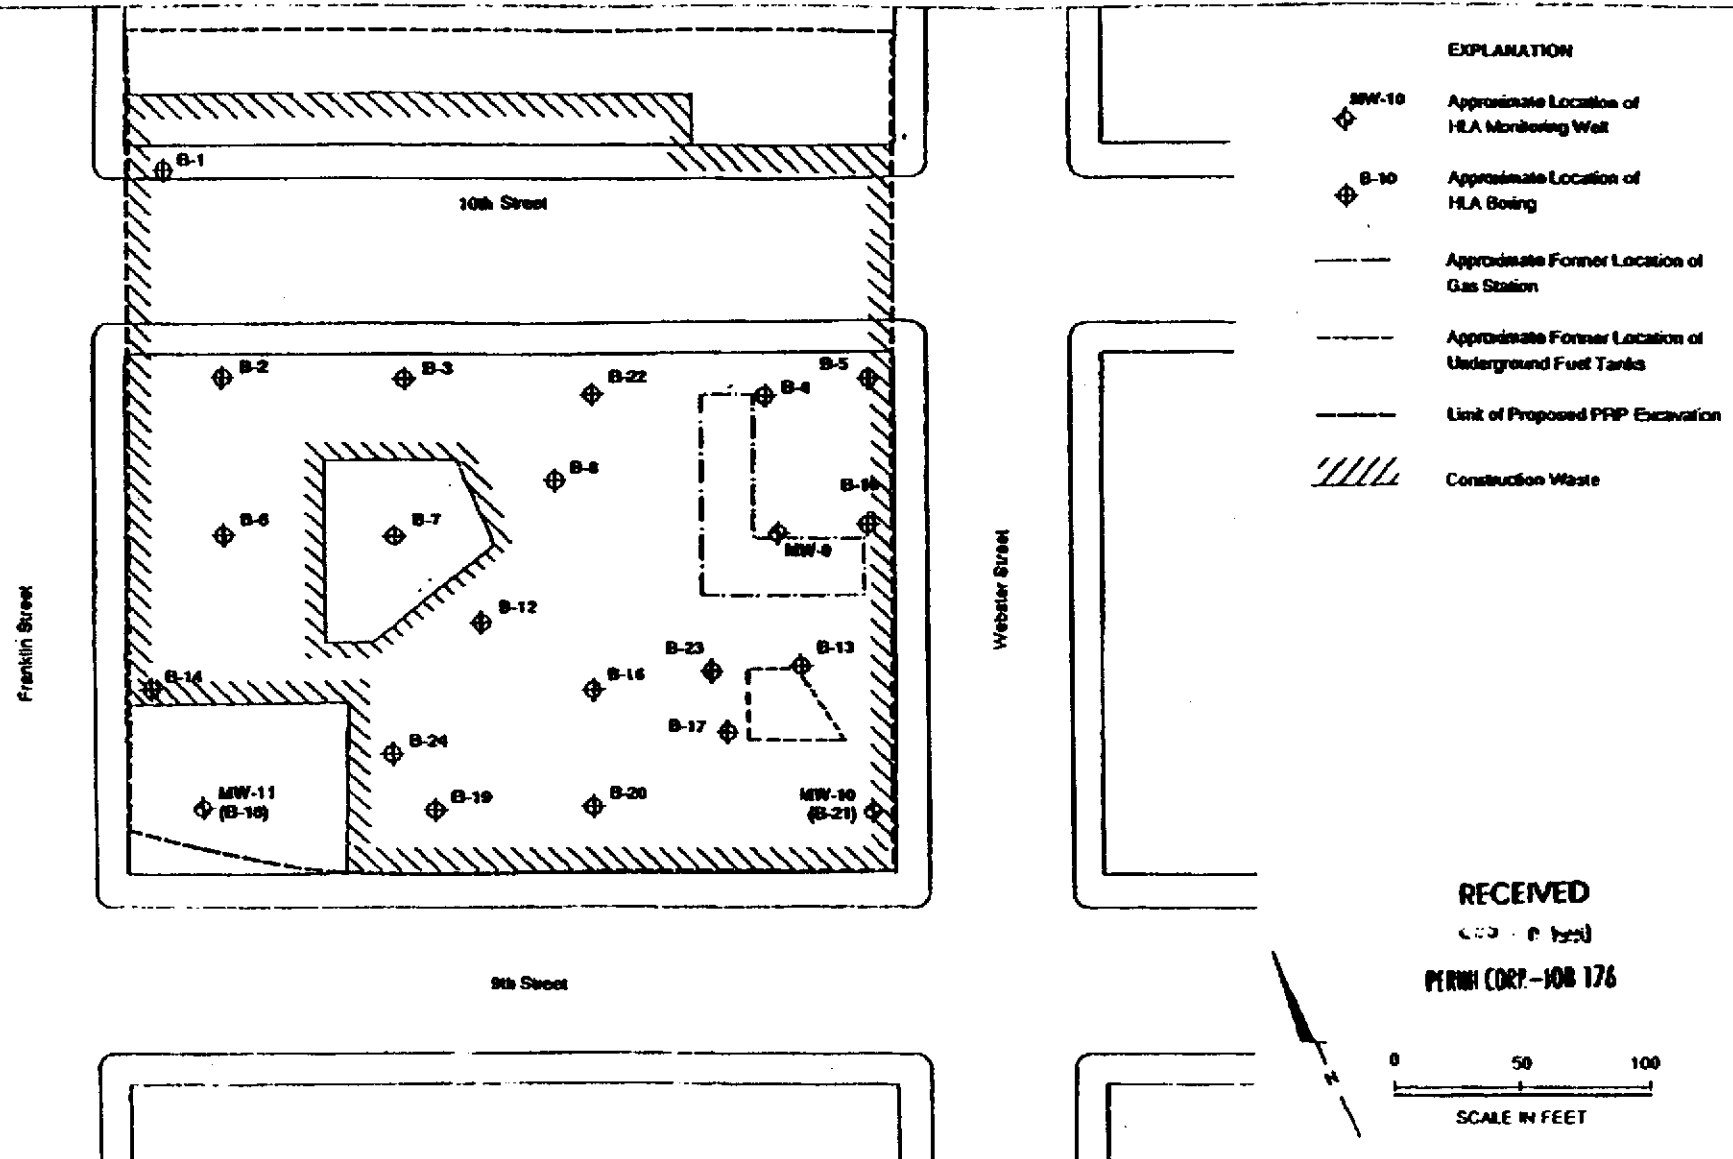 EXPLANATION
MW-10
Approximate Location of
HLA Monitoring Well
B-10
Approximate Location of
HLA Boring
Approximate Former Location of
Gas Station
Approximate Former Location of
Underground Fuel Tanks
Limit of Proposed PRP Excavation
Construction Waste
B-1
10th Street
B-2
B-3
B-22
B-4
B-5
B-8
B-6
B-7
MW-9
B-12
B-23
B-13
B-14
B-16
B-17
B-24
MW-11
B-19
B-20
MW-10
(B-21)
Franklin Street
Webster Street
9th Street
RECEIVED
CORP.-JOB 176
N
0 50 100
SCALE IN FEET